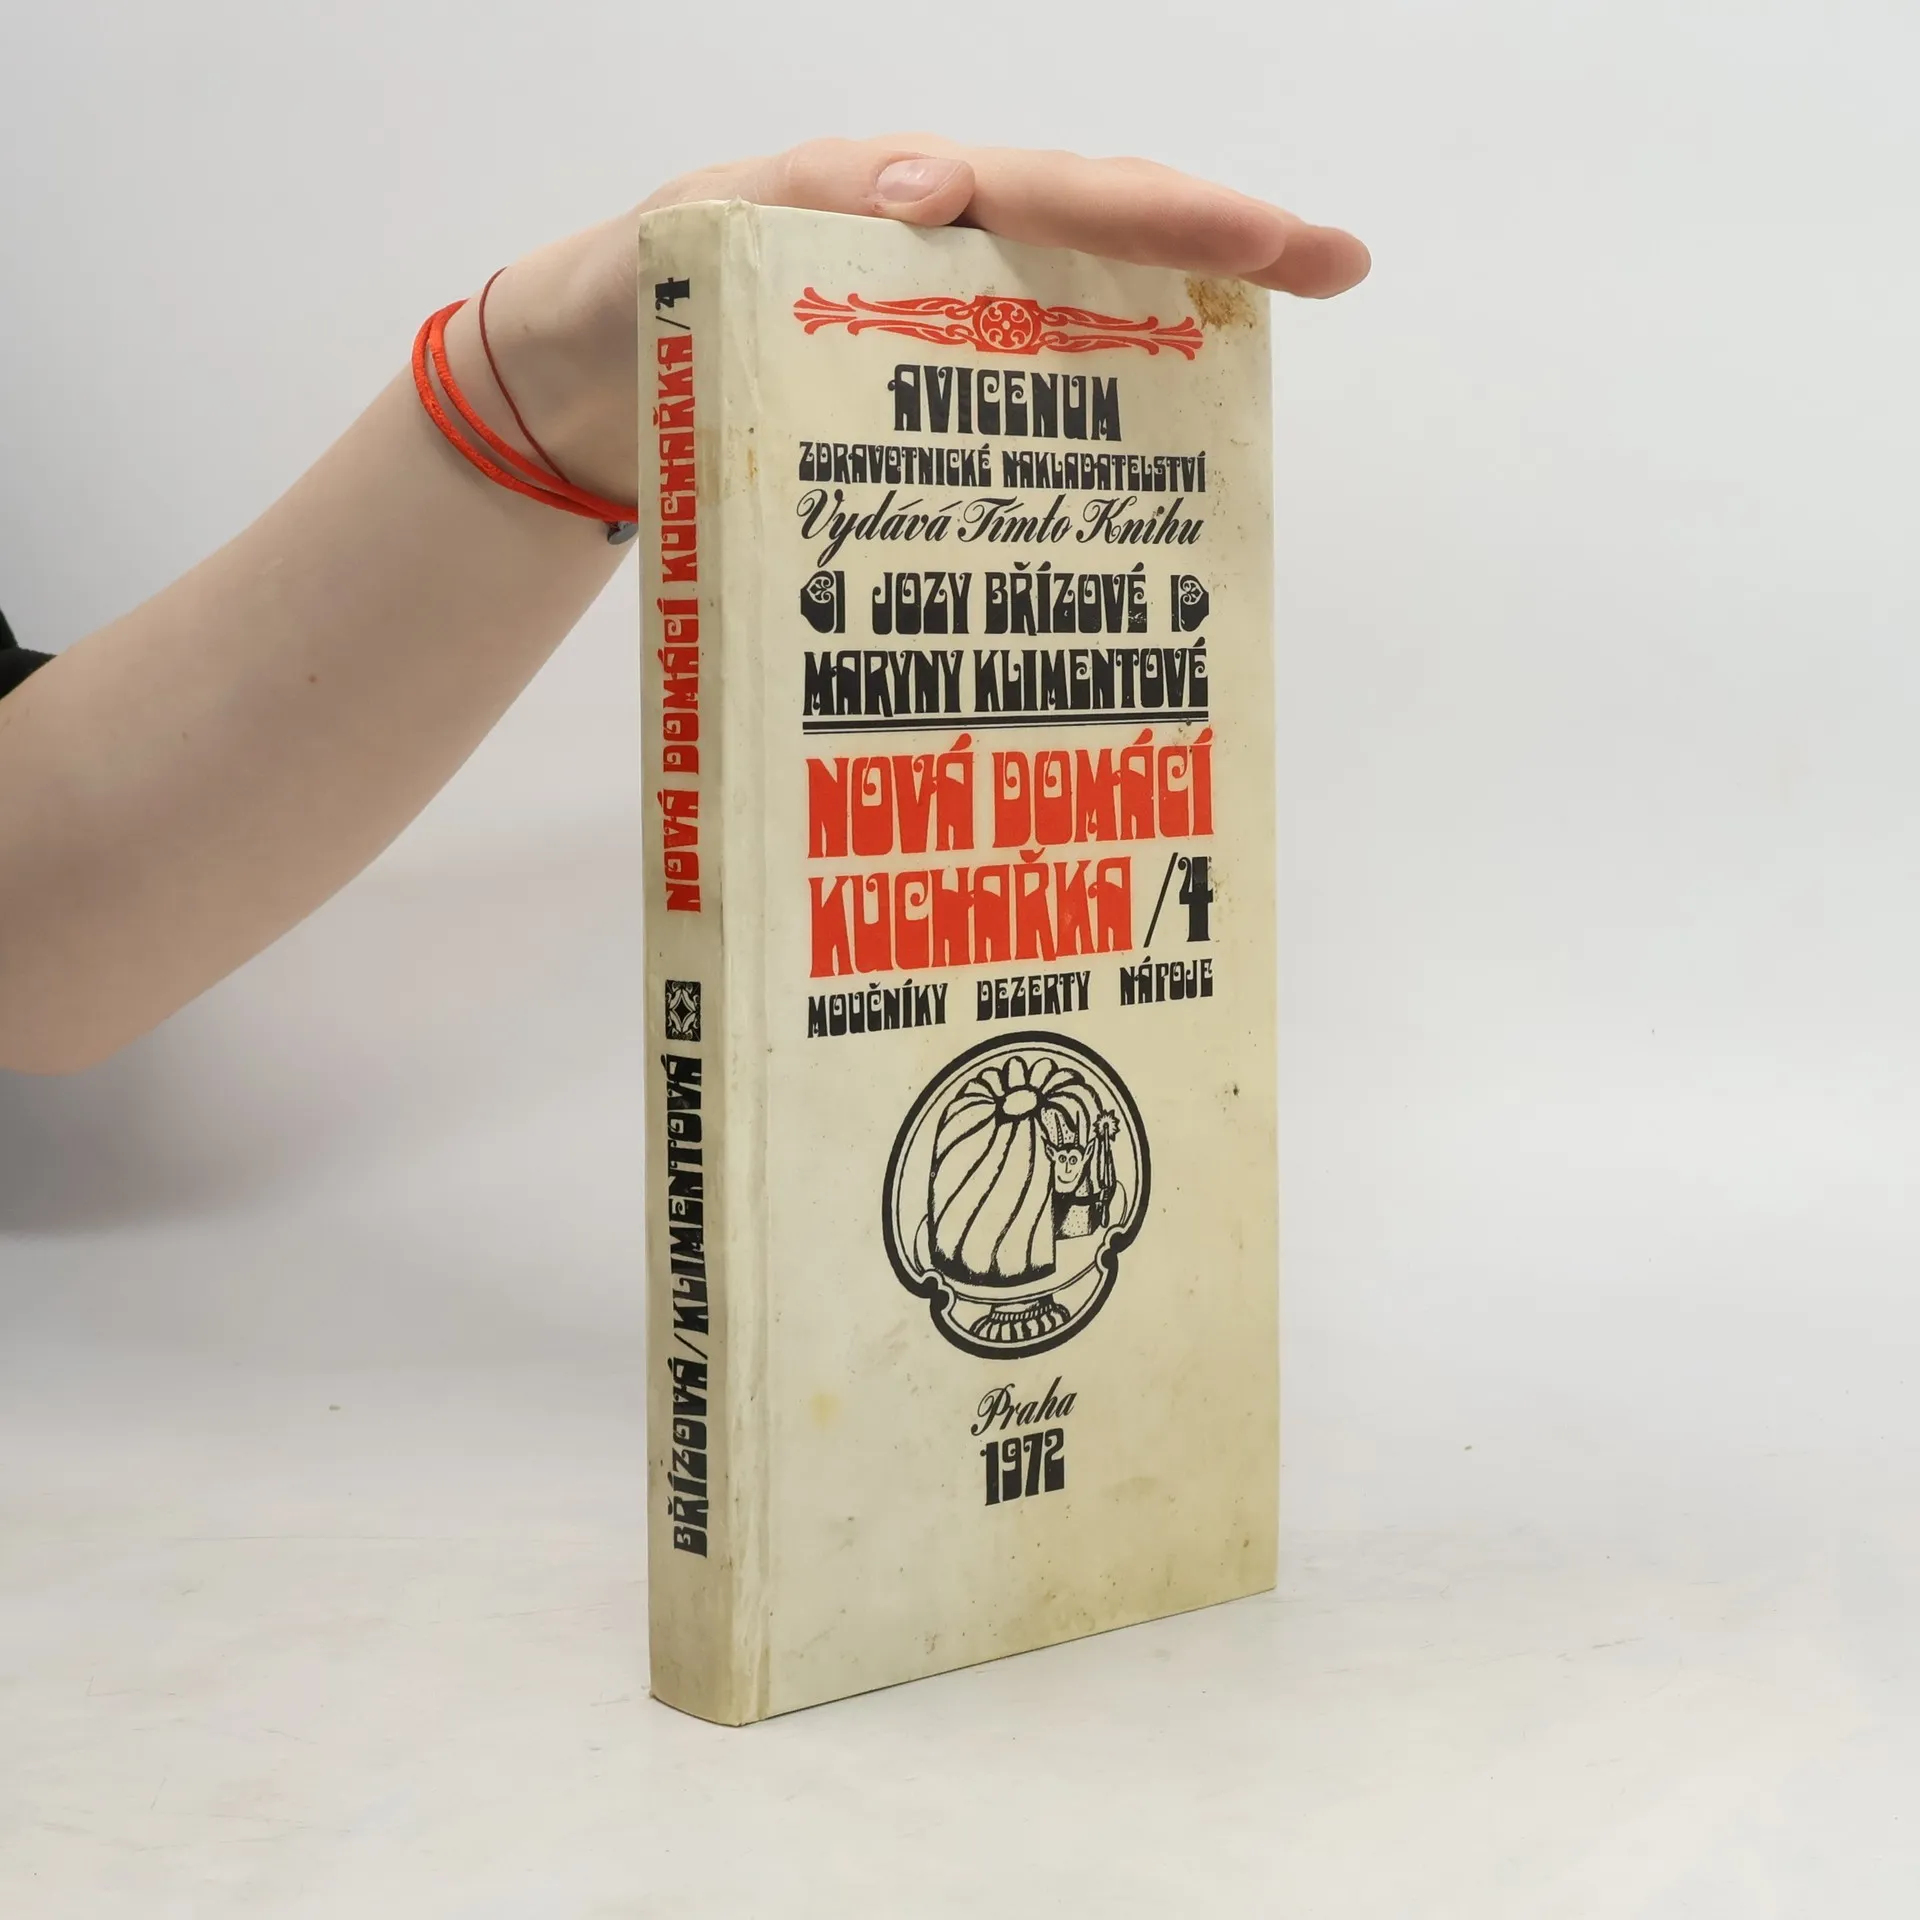 AVICENUM
ZDRAVOTNICKÉ NAKLADATELSTVÍ
Vydává Tímto Knihu
JOZY BŘÍZOVÉ
MARYNY KLIMENTOVÉ
NOVÁ DOMÁCÍ
KUCHAŘKA /4
MOUČNÍKY DEZERTY NÁPOJE
Praha
1972
BŘÍZOVÁ/KLIMENTOVÁ NOVÁ DOMÁCÍ KUCHAŘKA/4